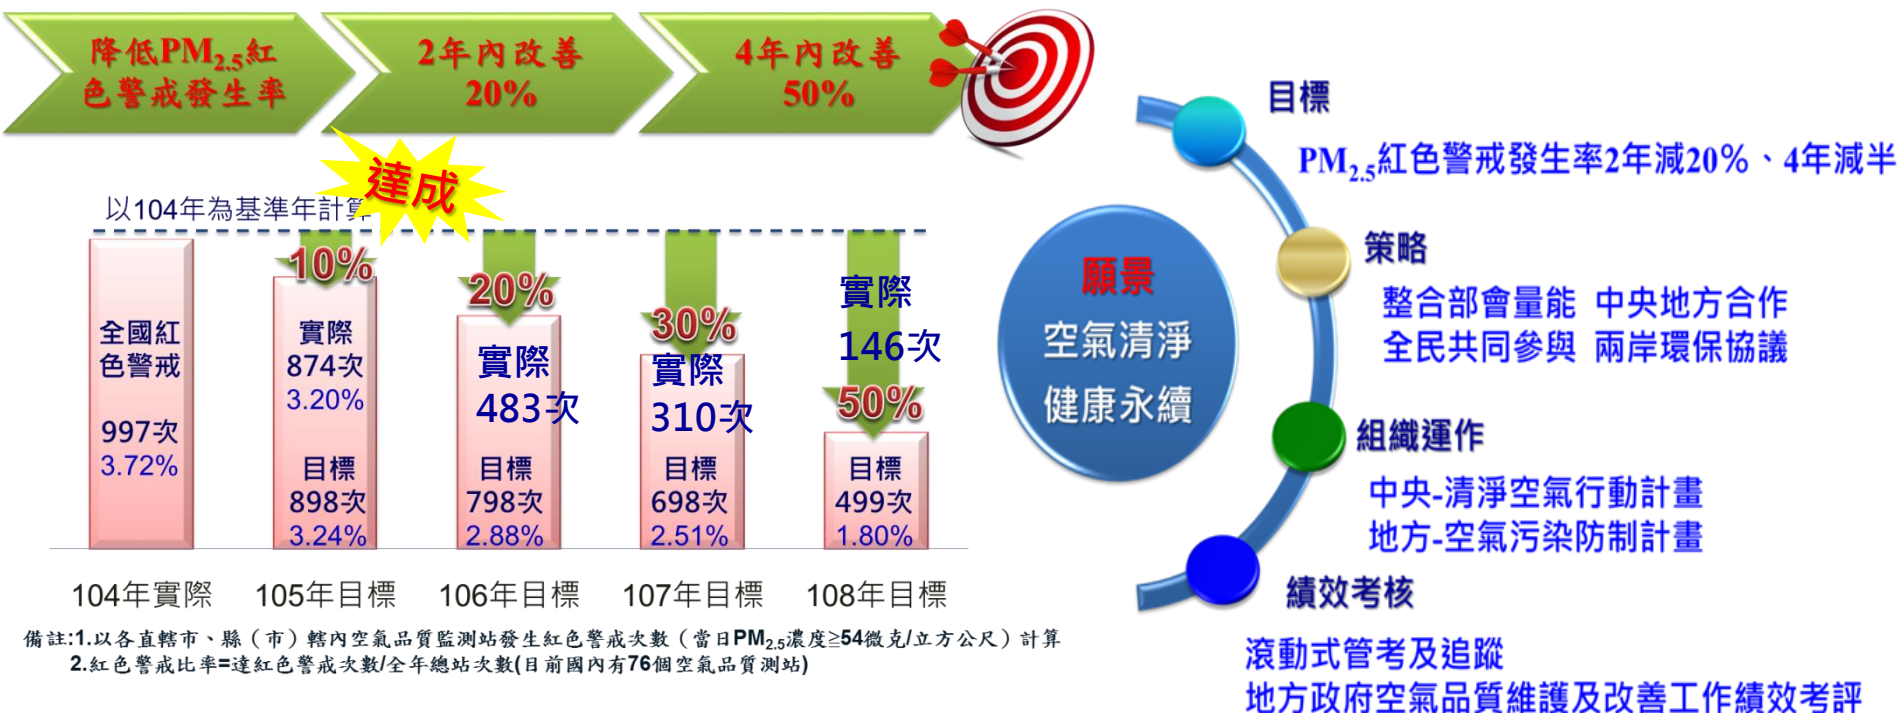 降低PM2.5紅
色警戒發生率
2年內改善
20%
4年內改善
50%
達成
以104年為基準年計算
全國紅
色警戒
997次
3.72%
10%
實際
874次
3.20%
目標
898次
3.24%
20%
實際
483次
目標
798次
2.88%
30%
實際
310次
目標
698次
2.51%
實際
146次
50%
目標
499次
1.80%
104年實際
105年目標
106年目標
107年目標
108年目標
備註:1.以各直轄市、縣（市）轄內空氣品質監測站發生紅色警戒次數（當日PM2.5濃度≧54微克/立方公尺）計算
2.紅色警戒比率=達紅色警戒次數/全年總站次數(目前國內有76個空氣品質測站)
願景
空氣清淨
健康永續
目標
PM2.5紅色警戒發生率2年減20%、4年減半
策略
整合部會量能 中央地方合作
全民共同參與 兩岸環保協議
組織運作
中央-清淨空氣行動計畫
地方-空氣污染防制計畫
績效考核
滾動式管考及追蹤
地方政府空氣品質維護及改善工作績效考評